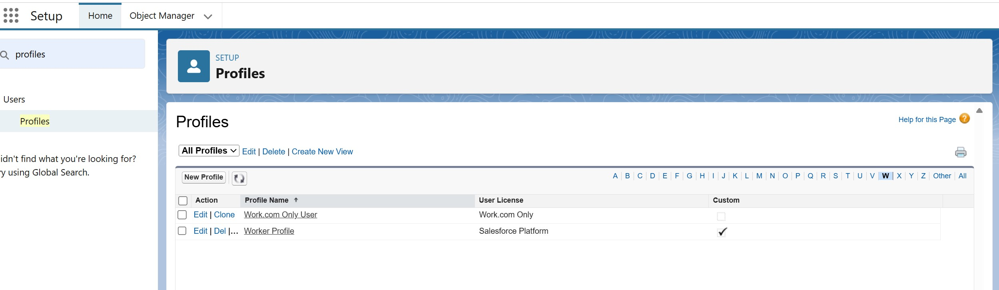 Setup Home Object Manager
profiles
SETUP
Profiles
Users
Profiles
idn't find what you're looking for?
ry using Global Search.
Profiles
Help for this Page ?
All Profiles Edit | Delete | Create New View
New Profile A B C D E F G H I J K L M N O P Q R S T U V W X Y Z Other All
Action Profile Name ↑ User License Custom
Edit | Clone Work.com Only User Work.com Only
Edit | Del |... Worker Profile Salesforce Platform